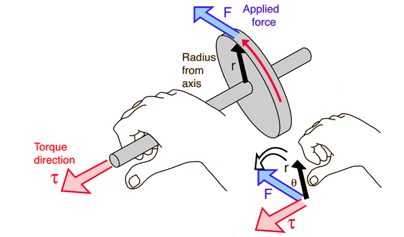 F
Applied
force
Radius
from
axis
r
Torque
direction
τ
r
θ
F
τ